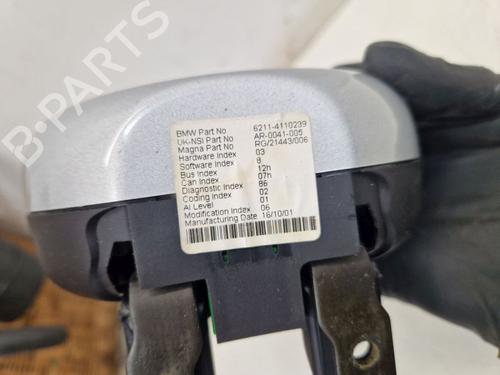 BMW Part No 6211-4110239
UK-NSI Part No AR-0041-005
Magna Part No RG/21443/006
Hardware Index 03
Software Index 8
Bus Index 12h
Can Index 07h
Diagnostic Index 86
Coding Index 02
AI Level 01
Modification Index 06
Manufacturing Date 16/10/01
B-PARTS